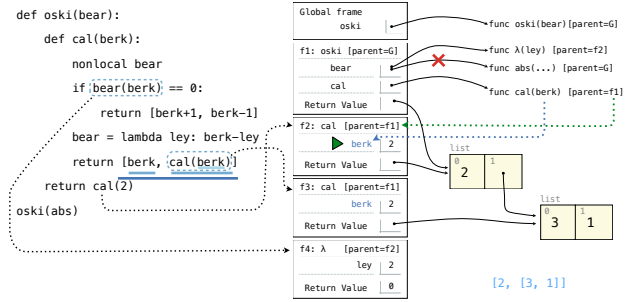 def oski(bear):
def cal(berk):
nonlocal bear
if bear(berk) == 0:
return [berk+1, berk-1]
bear = lambda ley: berk-ley
return [berk, cal(berk)]
return cal(2)
oski(abs)
Global frame
oski
func oski(bear)[parent=G]
f1: oski [parent=G]
bear
cal
Return Value
func λ(ley) [parent=f2]
func abs(...) [parent=G]
func cal(berk) [parent=f1]
f2: cal [parent=f1]
berk 2
Return Value
list
0 1
2
f3: cal [parent=f1]
berk 2
Return Value
list
0 1
3 1
f4: λ [parent=f2]
ley 2
Return Value 0
[2, [3, 1]]